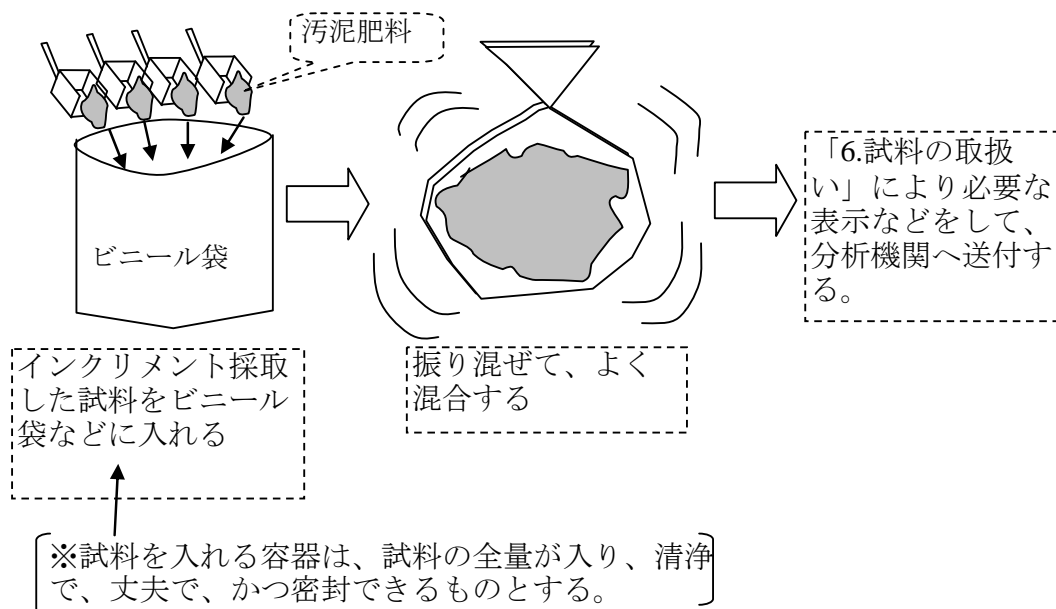 汚泥肥料
ビニール袋
インクリメント採取
した試料をビニール
袋などに入れる
振り混ぜて、よく
混合する
「6.試料の取扱
い」により必要な
表示などをして、
分析機関へ送付す
る。
※試料を入れる容器は、試料の全量が入り、清浄
で、丈夫で、かつ密封できるものとする。